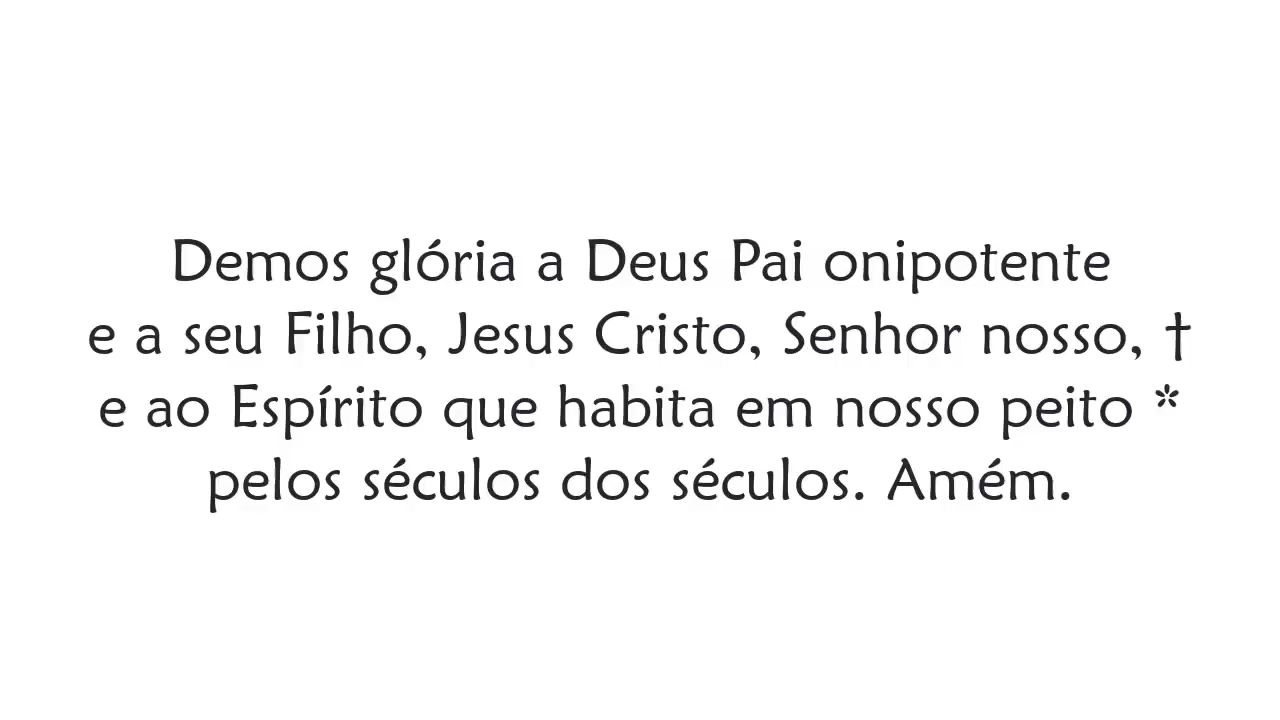 Demos glória a Deus Pai onipotente
e a seu Filho, Jesus Cristo, Senhor nosso, †
e ao Espírito que habita em nosso peito *
pelos séculos dos séculos. Amém.